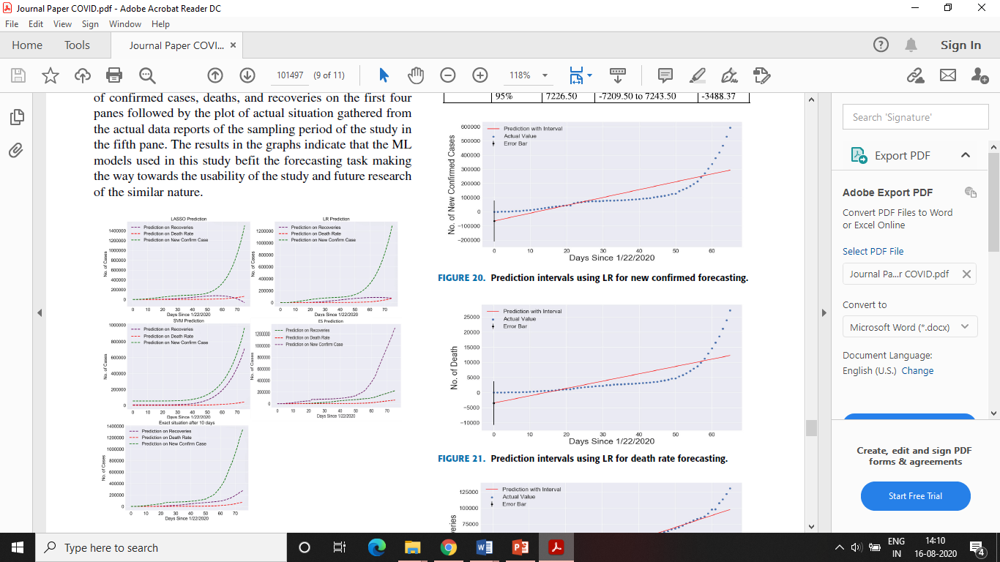 Journal Paper COVID.pdf - Adobe Acrobat Reader DC
File Edit View Sign Window Help
Home Tools Journal Paper COVI... × Sign In
101497 (9 of 11) 118%
of confirmed cases, deaths, and recoveries on the first four
panes followed by the plot of actual situation gathered from
the actual data reports of the sampling period of the study in
the fifth pane. The results in the graphs indicate that the ML
models used in this study befit the forecasting task making
the way towards the usability of the study and future research
of the similar nature.
LASSO Prediction
Prediction on Recoveries
Prediction on Death Rate
Prediction on New Confirm Case
1400000
1200000
1000000
800000
600000
400000
200000
0
No. of Cases
0 10 20 30 40 50 60 70
Days Since 1/22/2020
LR Prediction
Prediction on Recoveries
Prediction on Death Rate
Prediction on New Confirm Case
1200000
1000000
800000
600000
400000
200000
0
No. of Cases
0 10 20 30 40 50 60 70
Days Since 1/22/2020
SVM Prediction
Prediction on Recoveries
Prediction on Death Rate
Prediction on New Confirm Case
1000000
800000
600000
400000
200000
0
No. of Cases
0 10 20 30 40 50 60 70
Days Since 1/22/2020
ES Prediction
Prediction on Recoveries
Prediction on Death Rate
Prediction on New Confirm Case
1200000
1000000
800000
600000
400000
200000
0
No. of Cases
0 10 20 30 40 50 60 70
Days Since 1/22/2020
Exact situation after 10 days
Prediction on Recoveries
Prediction on Death Rate
Prediction on New Confirm Case
1400000
1200000
1000000
800000
600000
400000
200000
0
No. of Cases
0 10 20 30 40 50 60 70
Days Since 1/22/2020
95% 7226.50 -7209.50 to 7243.50 -3488.37
Prediction with Interval
Actual Value
Error Bar
600000
500000
400000
300000
200000
100000
0
−100000
−200000
No. of New Confirmed Cases
0 20 20 30 40 60
Days Since 1/22/2020
FIGURE 20. Prediction intervals using LR for new confirmed forecasting.
Prediction with Interval
Actual Value
Error Bar
25000
20000
15000
10000
5000
0
−5000
−10000
No. of Death
0 20 20 30 40 60
Days Since 1/22/2020
FIGURE 21. Prediction intervals using LR for death rate forecasting.
Prediction with Interval
Actual Value
Error Bar
125000
100000
75000
veries
Search 'Signature'
Export PDF
Adobe Export PDF
Convert PDF Files to Word
or Excel Online
Select PDF File
Journal Pa...r COVID.pdf ×
Convert to
Microsoft Word (*.docx)
Document Language:
English (U.S.) Change
Create, edit and sign PDF
forms & agreements
Start Free Trial
Type here to search
ENG
IN
14:10
16-08-2020
4